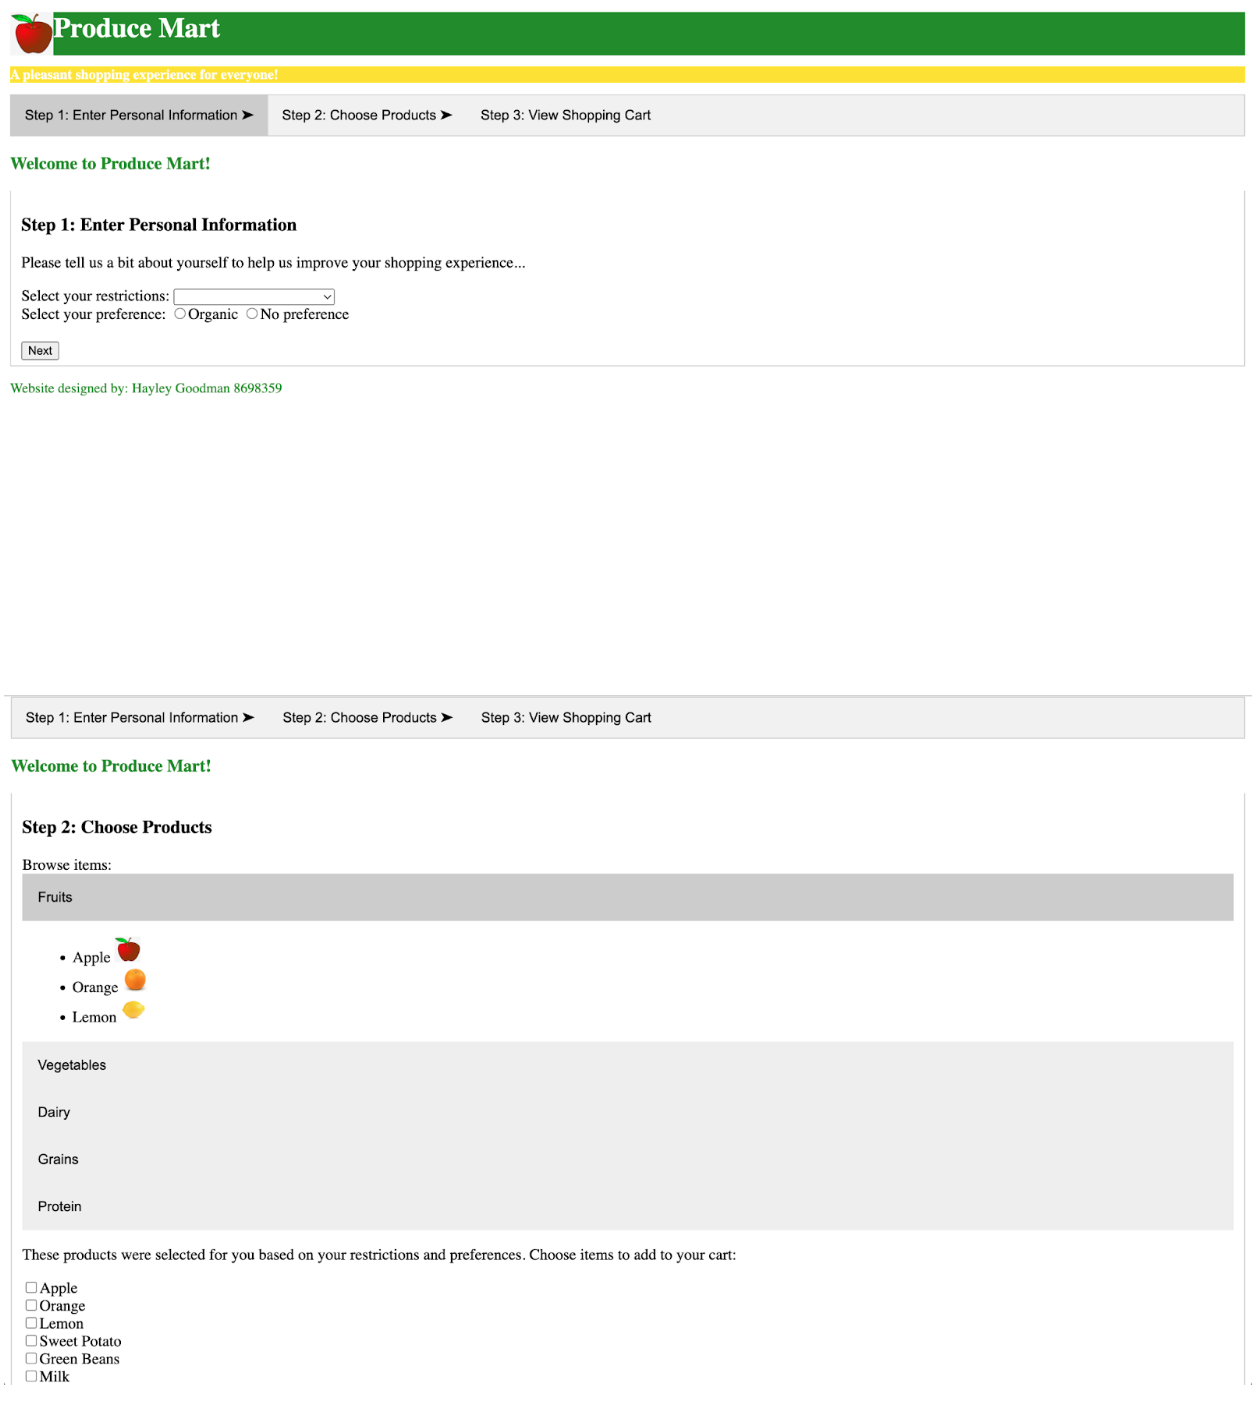 Produce Mart
A pleasant shopping experience for everyone!
Step 1: Enter Personal Information ➤ Step 2: Choose Products ➤ Step 3: View Shopping Cart
Welcome to Produce Mart!
Step 1: Enter Personal Information
Please tell us a bit about yourself to help us improve your shopping experience...
Select your restrictions:
Select your preference: Organic No preference
Next
Website designed by: Hayley Goodman 8698359
Step 1: Enter Personal Information ➤ Step 2: Choose Products ➤ Step 3: View Shopping Cart
Welcome to Produce Mart!
Step 2: Choose Products
Browse items:
Fruits
• Apple
• Orange
• Lemon
Vegetables
Dairy
Grains
Protein
These products were selected for you based on your restrictions and preferences. Choose items to add to your cart:
Apple
Orange
Lemon
Sweet Potato
Green Beans
Milk